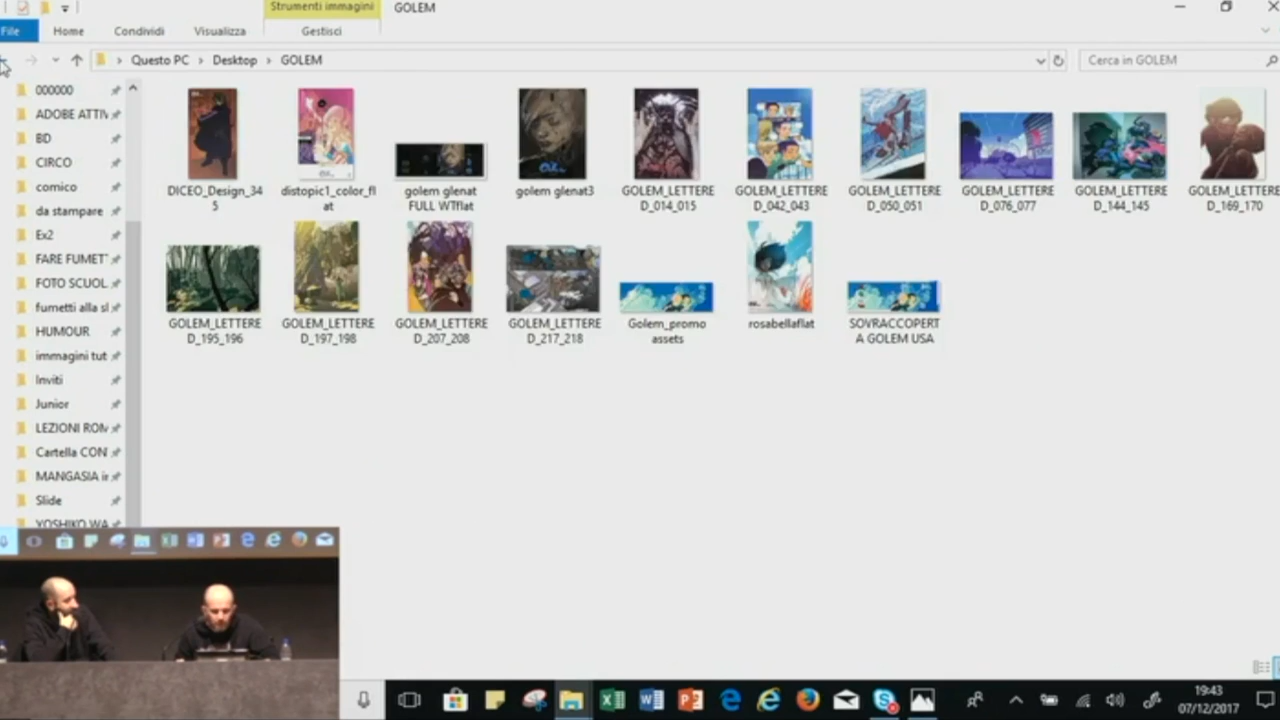 Strumenti immagini
GOLEM
File
Home
Condividi
Visualizza
Gestisci
Questo PC
Desktop
GOLEM
Cerca in GOLEM
000000
ADOBE ATTIV
BD
CIRCO
comico
da stampare
Ex2
FARE FUMET
FOTO SCUOL
fumetti alla sl
HUMOUR
immagini tut
Inviti
Junior
LEZIONI ROM
Cartella CON
MANGASIA i
Slide
YOSHIKO WA
DICEO_Design_34
5
distopic1_color_fl
at
golem glenat
FULL WTflat
golem glenat3
GOLEM_LETTERE
D_014_015
GOLEM_LETTERE
D_042_043
GOLEM_LETTERE
D_050_051
GOLEM_LETTERE
D_076_077
GOLEM_LETTERE
D_144_145
GOLEM_LETTERE
D_169_170
GOLEM_LETTERE
D_195_196
GOLEM_LETTERE
D_197_198
GOLEM_LETTERE
D_207_208
GOLEM_LETTERE
D_217_218
Golem_promo
assets
rosabellaflat
SOVRACCOPERT
A GOLEM USA
19:43
07/12/2017